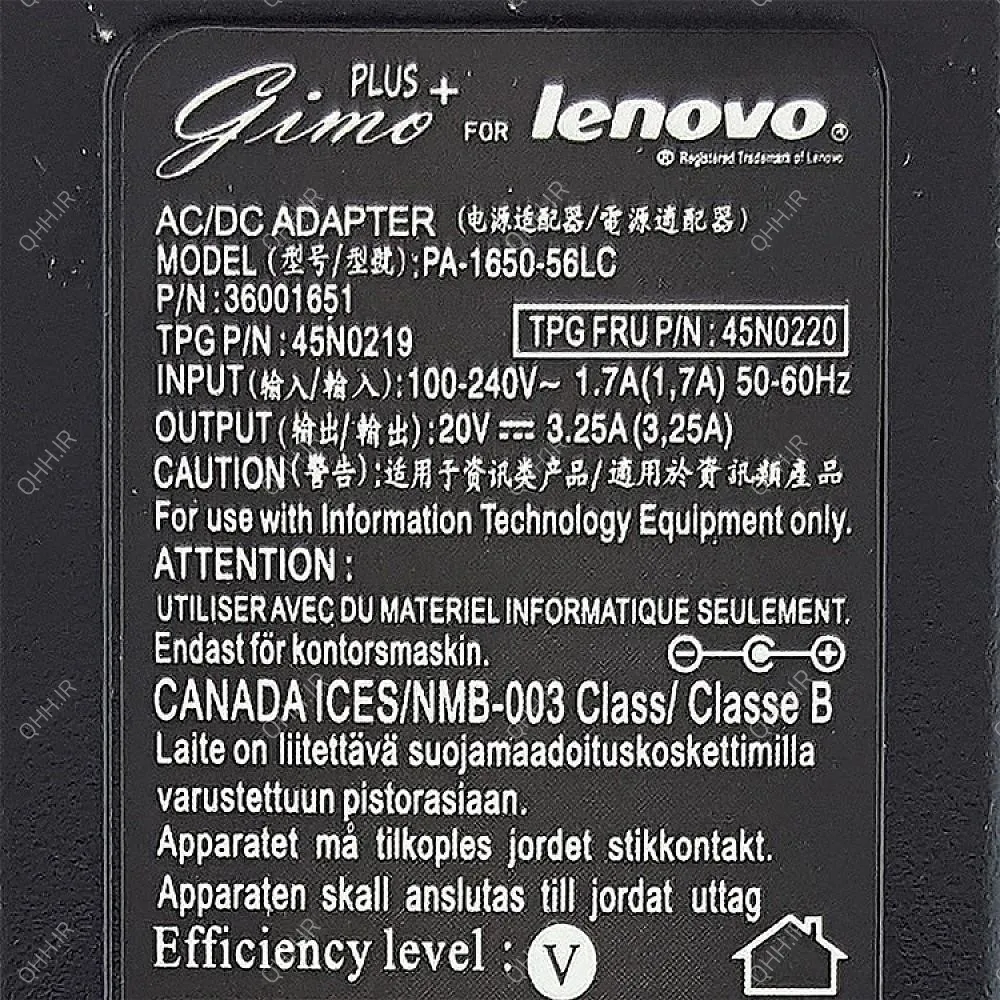 Gimo PLUS + FOR lenovo ®
® Registered Trademark of Lenovo
AC/DC ADAPTER (电源适配器/電源適配器)
MODEL (型号/型號):PA-1650-56LC
P/N :36001651
TPG P/N : 45N0219
TPG FRU P/N : 45N0220
INPUT (输入/輸入):100-240V~ 1.7A(1,7A) 50-60Hz
OUTPUT (输出/輸出):20V ⎓ 3.25A (3,25A)
CAUTION (警告):适用于资讯类产品/適用於資訊類產品
For use with Information Technology Equipment only.
ATTENTION :
UTILISER AVEC DU MATERIEL INFORMATIQUE SEULEMENT.
Endast för kontorsmaskin.
CANADA ICES/NMB-003 Class/ Classe B
Laite on liitettävä suojamaadoituskoskettimilla
varustettuun pistorasiaan.
Apparatet må tilkoples jordet stikkontakt.
Apparaten skall anslutas till jordat uttag
Efficiency level : V
QHH.IR